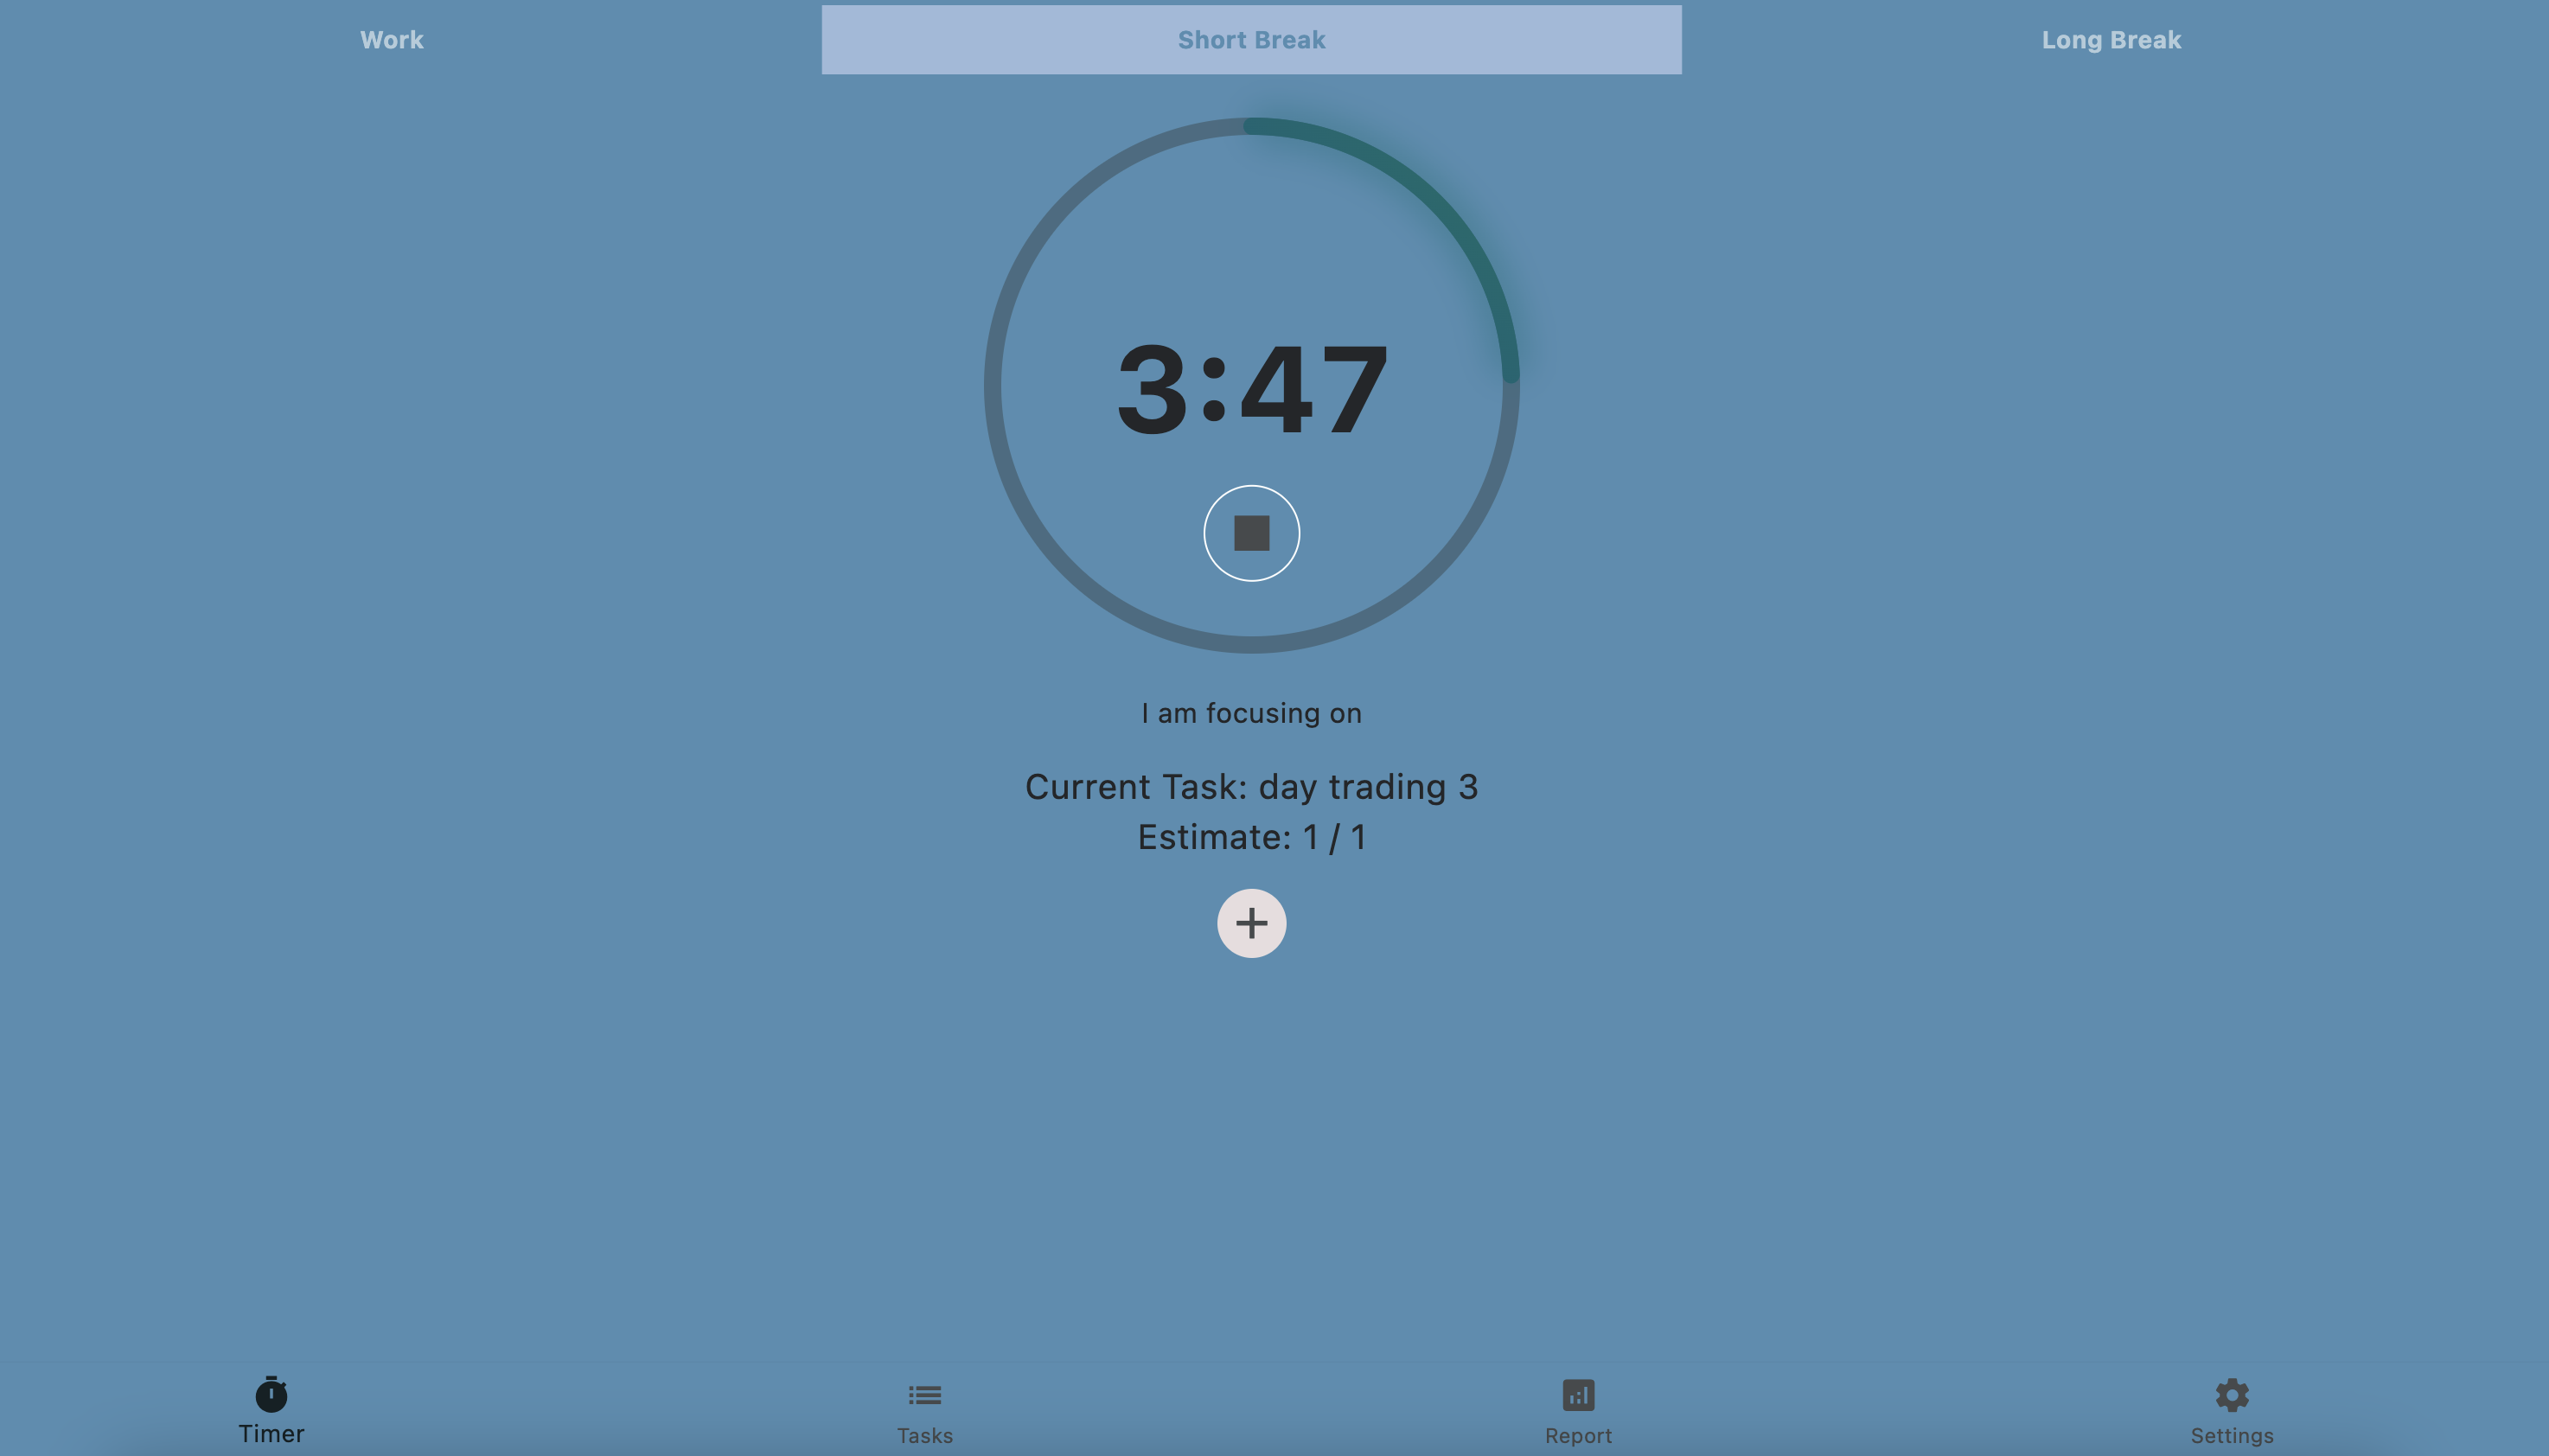 Work
Short Break
Long Break
3:47
I am focusing on
Current Task: day trading 3
Estimate: 1 / 1
Timer
Tasks
Report
Settings